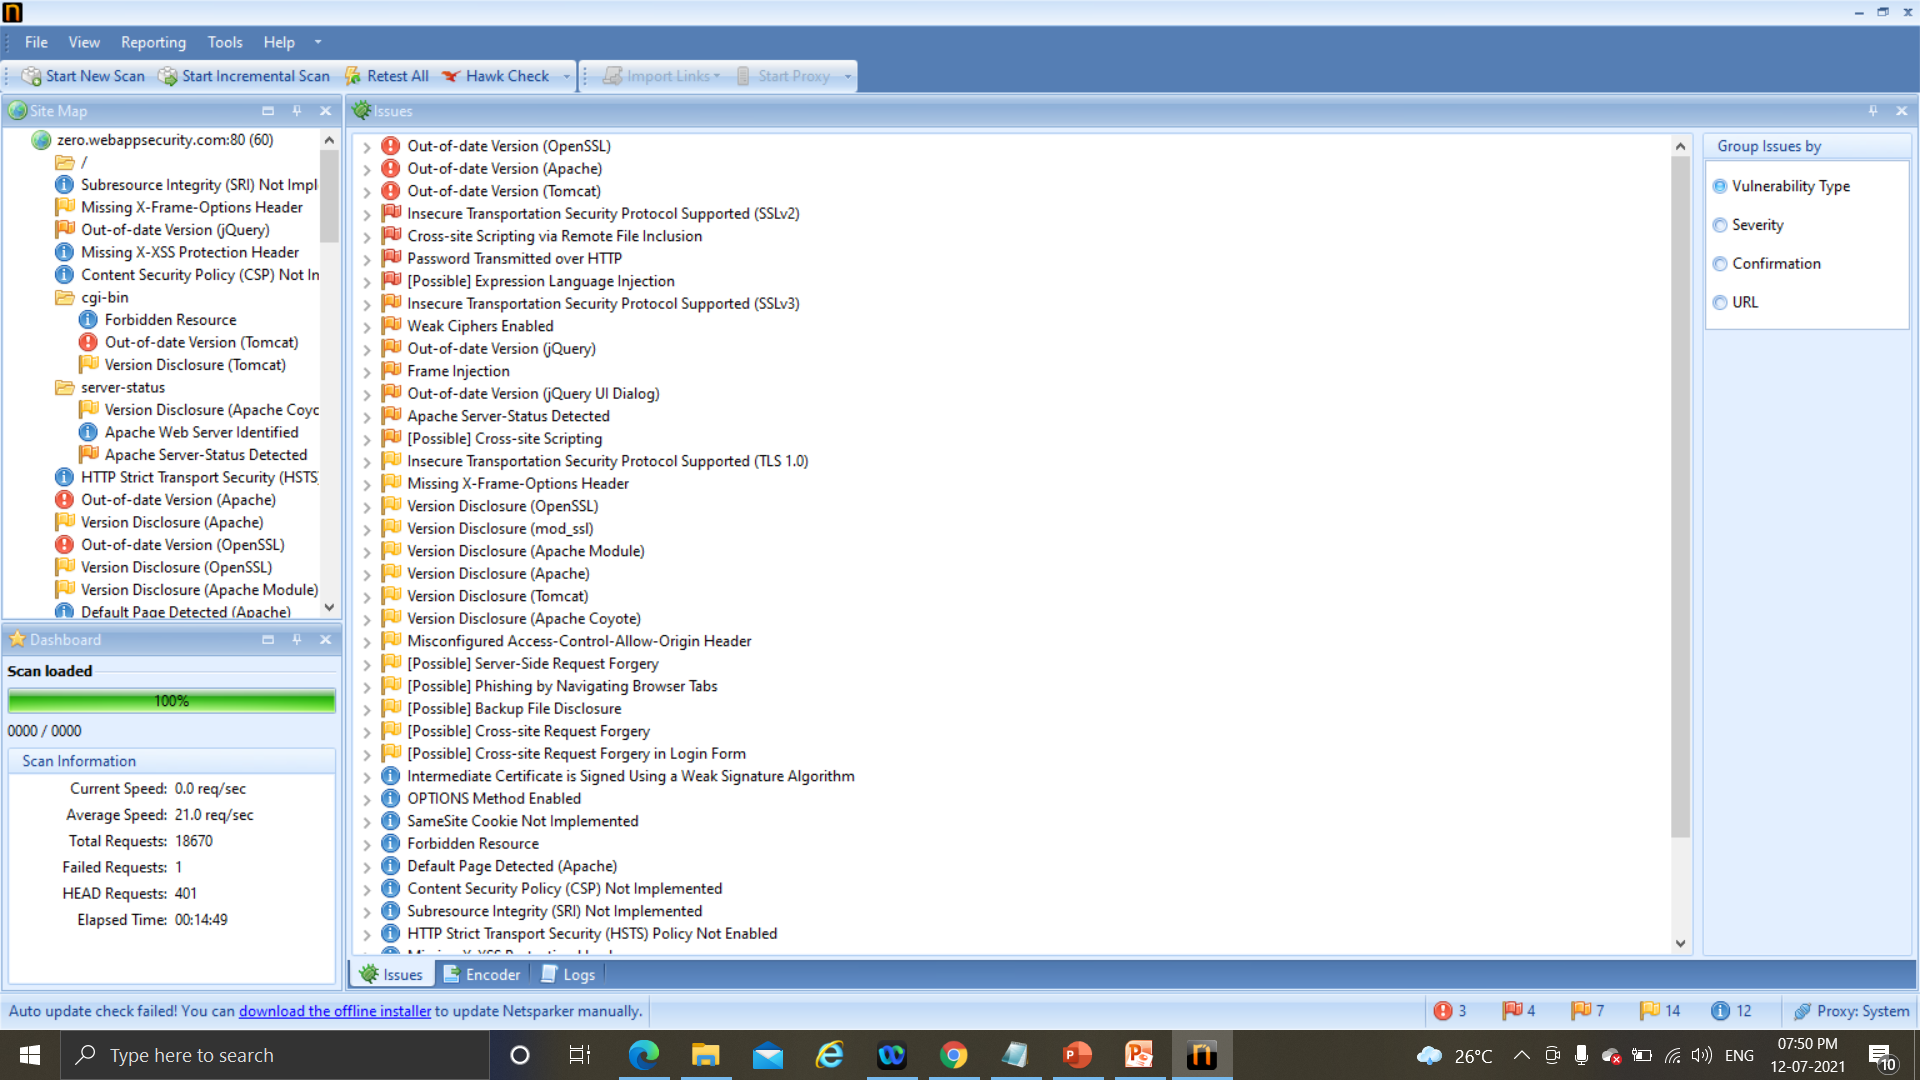 File View Reporting Tools Help
Start New Scan Start Incremental Scan Retest All Hawk Check Import Links Start Proxy
Site Map
zero.webappsecurity.com:80 (60)
/
Subresource Integrity (SRI) Not Impl
Missing X-Frame-Options Header
Out-of-date Version (jQuery)
Missing X-XSS Protection Header
Content Security Policy (CSP) Not In
cgi-bin
Forbidden Resource
Out-of-date Version (Tomcat)
Version Disclosure (Tomcat)
server-status
Version Disclosure (Apache Coyc
Apache Web Server Identified
Apache Server-Status Detected
HTTP Strict Transport Security (HSTS)
Out-of-date Version (Apache)
Version Disclosure (Apache)
Out-of-date Version (OpenSSL)
Version Disclosure (OpenSSL)
Version Disclosure (Apache Module)
Default Page Detected (Apache)
Dashboard
Scan loaded
100%
0000 / 0000
Scan Information
Current Speed: 0.0 req/sec
Average Speed: 21.0 req/sec
Total Requests: 18670
Failed Requests: 1
HEAD Requests: 401
Elapsed Time: 00:14:49
Issues
Out-of-date Version (OpenSSL)
Out-of-date Version (Apache)
Out-of-date Version (Tomcat)
Insecure Transportation Security Protocol Supported (SSLv2)
Cross-site Scripting via Remote File Inclusion
Password Transmitted over HTTP
[Possible] Expression Language Injection
Insecure Transportation Security Protocol Supported (SSLv3)
Weak Ciphers Enabled
Out-of-date Version (jQuery)
Frame Injection
Out-of-date Version (jQuery UI Dialog)
Apache Server-Status Detected
[Possible] Cross-site Scripting
Insecure Transportation Security Protocol Supported (TLS 1.0)
Missing X-Frame-Options Header
Version Disclosure (OpenSSL)
Version Disclosure (mod_ssl)
Version Disclosure (Apache Module)
Version Disclosure (Apache)
Version Disclosure (Tomcat)
Version Disclosure (Apache Coyote)
Misconfigured Access-Control-Allow-Origin Header
[Possible] Server-Side Request Forgery
[Possible] Phishing by Navigating Browser Tabs
[Possible] Backup File Disclosure
[Possible] Cross-site Request Forgery
[Possible] Cross-site Request Forgery in Login Form
Intermediate Certificate is Signed Using a Weak Signature Algorithm
OPTIONS Method Enabled
SameSite Cookie Not Implemented
Forbidden Resource
Default Page Detected (Apache)
Content Security Policy (CSP) Not Implemented
Subresource Integrity (SRI) Not Implemented
HTTP Strict Transport Security (HSTS) Policy Not Enabled
Group Issues by
Vulnerability Type
Severity
Confirmation
URL
Issues Encoder Logs
Auto update check failed! You can download the offline installer to update Netsparker manually.
3 4 7 14 12 Proxy: System
Type here to search
26°C ENG
07:50 PM
12-07-2021
10